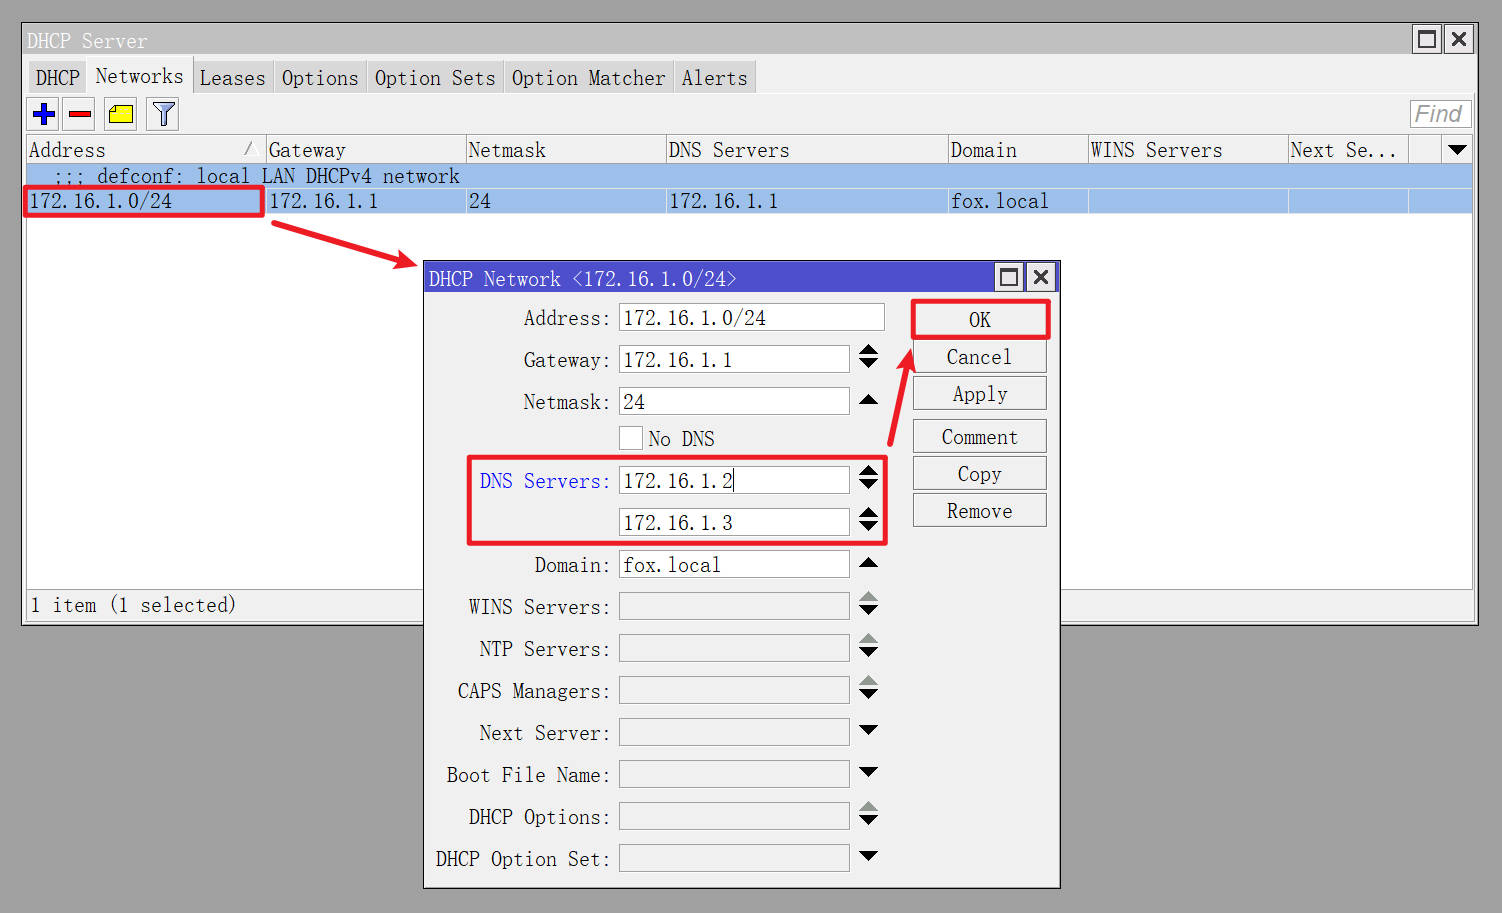 DHCP Server
DHCP Networks Leases Options Option Sets Option Matcher Alerts
Find
Address Gateway Netmask DNS Servers Domain WINS Servers Next Se...
;;; defconf: local LAN DHCPv4 network
172.16.1.0/24 172.16.1.1 24 172.16.1.1 fox.local
DHCP Network <172.16.1.0/24>
Address: 172.16.1.0/24
OK
Gateway: 172.16.1.1
Cancel
Netmask: 24
Apply
No DNS
Comment
DNS Servers: 172.16.1.2
Copy
172.16.1.3
Remove
Domain: fox.local
WINS Servers:
NTP Servers:
CAPS Managers:
Next Server:
Boot File Name:
DHCP Options:
DHCP Option Set:
1 item (1 selected)